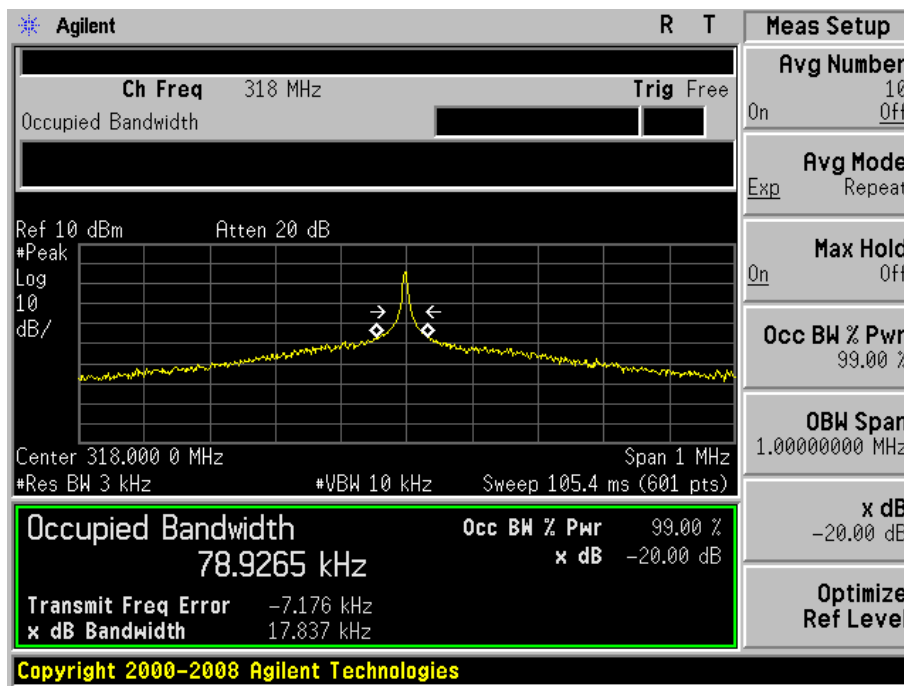 Agilent R T
Ch Freq 318 MHz Trig Free
Occupied Bandwidth
Ref 10 dBm Atten 20 dB
#Peak
Log
10
dB/
Center 318.000 0 MHz Span 1 MHz
#Res BW 3 kHz #VBW 10 kHz Sweep 105.4 ms (601 pts)
Occupied Bandwidth Occ BW % Pwr 99.00 %
78.9265 kHz x dB -20.00 dB
Transmit Freq Error -7.176 kHz
x dB Bandwidth 17.837 kHz
Copyright 2000-2008 Agilent Technologies
Meas Setup
Avg Number
10
On Off
Avg Mode
Exp Repeat
Max Hold
On Off
Occ BW % Pwr
99.00 %
OBW Span
1.00000000 MHz
x dB
-20.00 dB
Optimize
Ref Level